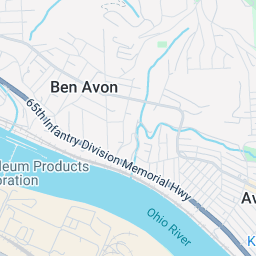 Ben Avon
65th Infantry Division Memorial Hwy
leum Products
oration
Av
Ohio River
K